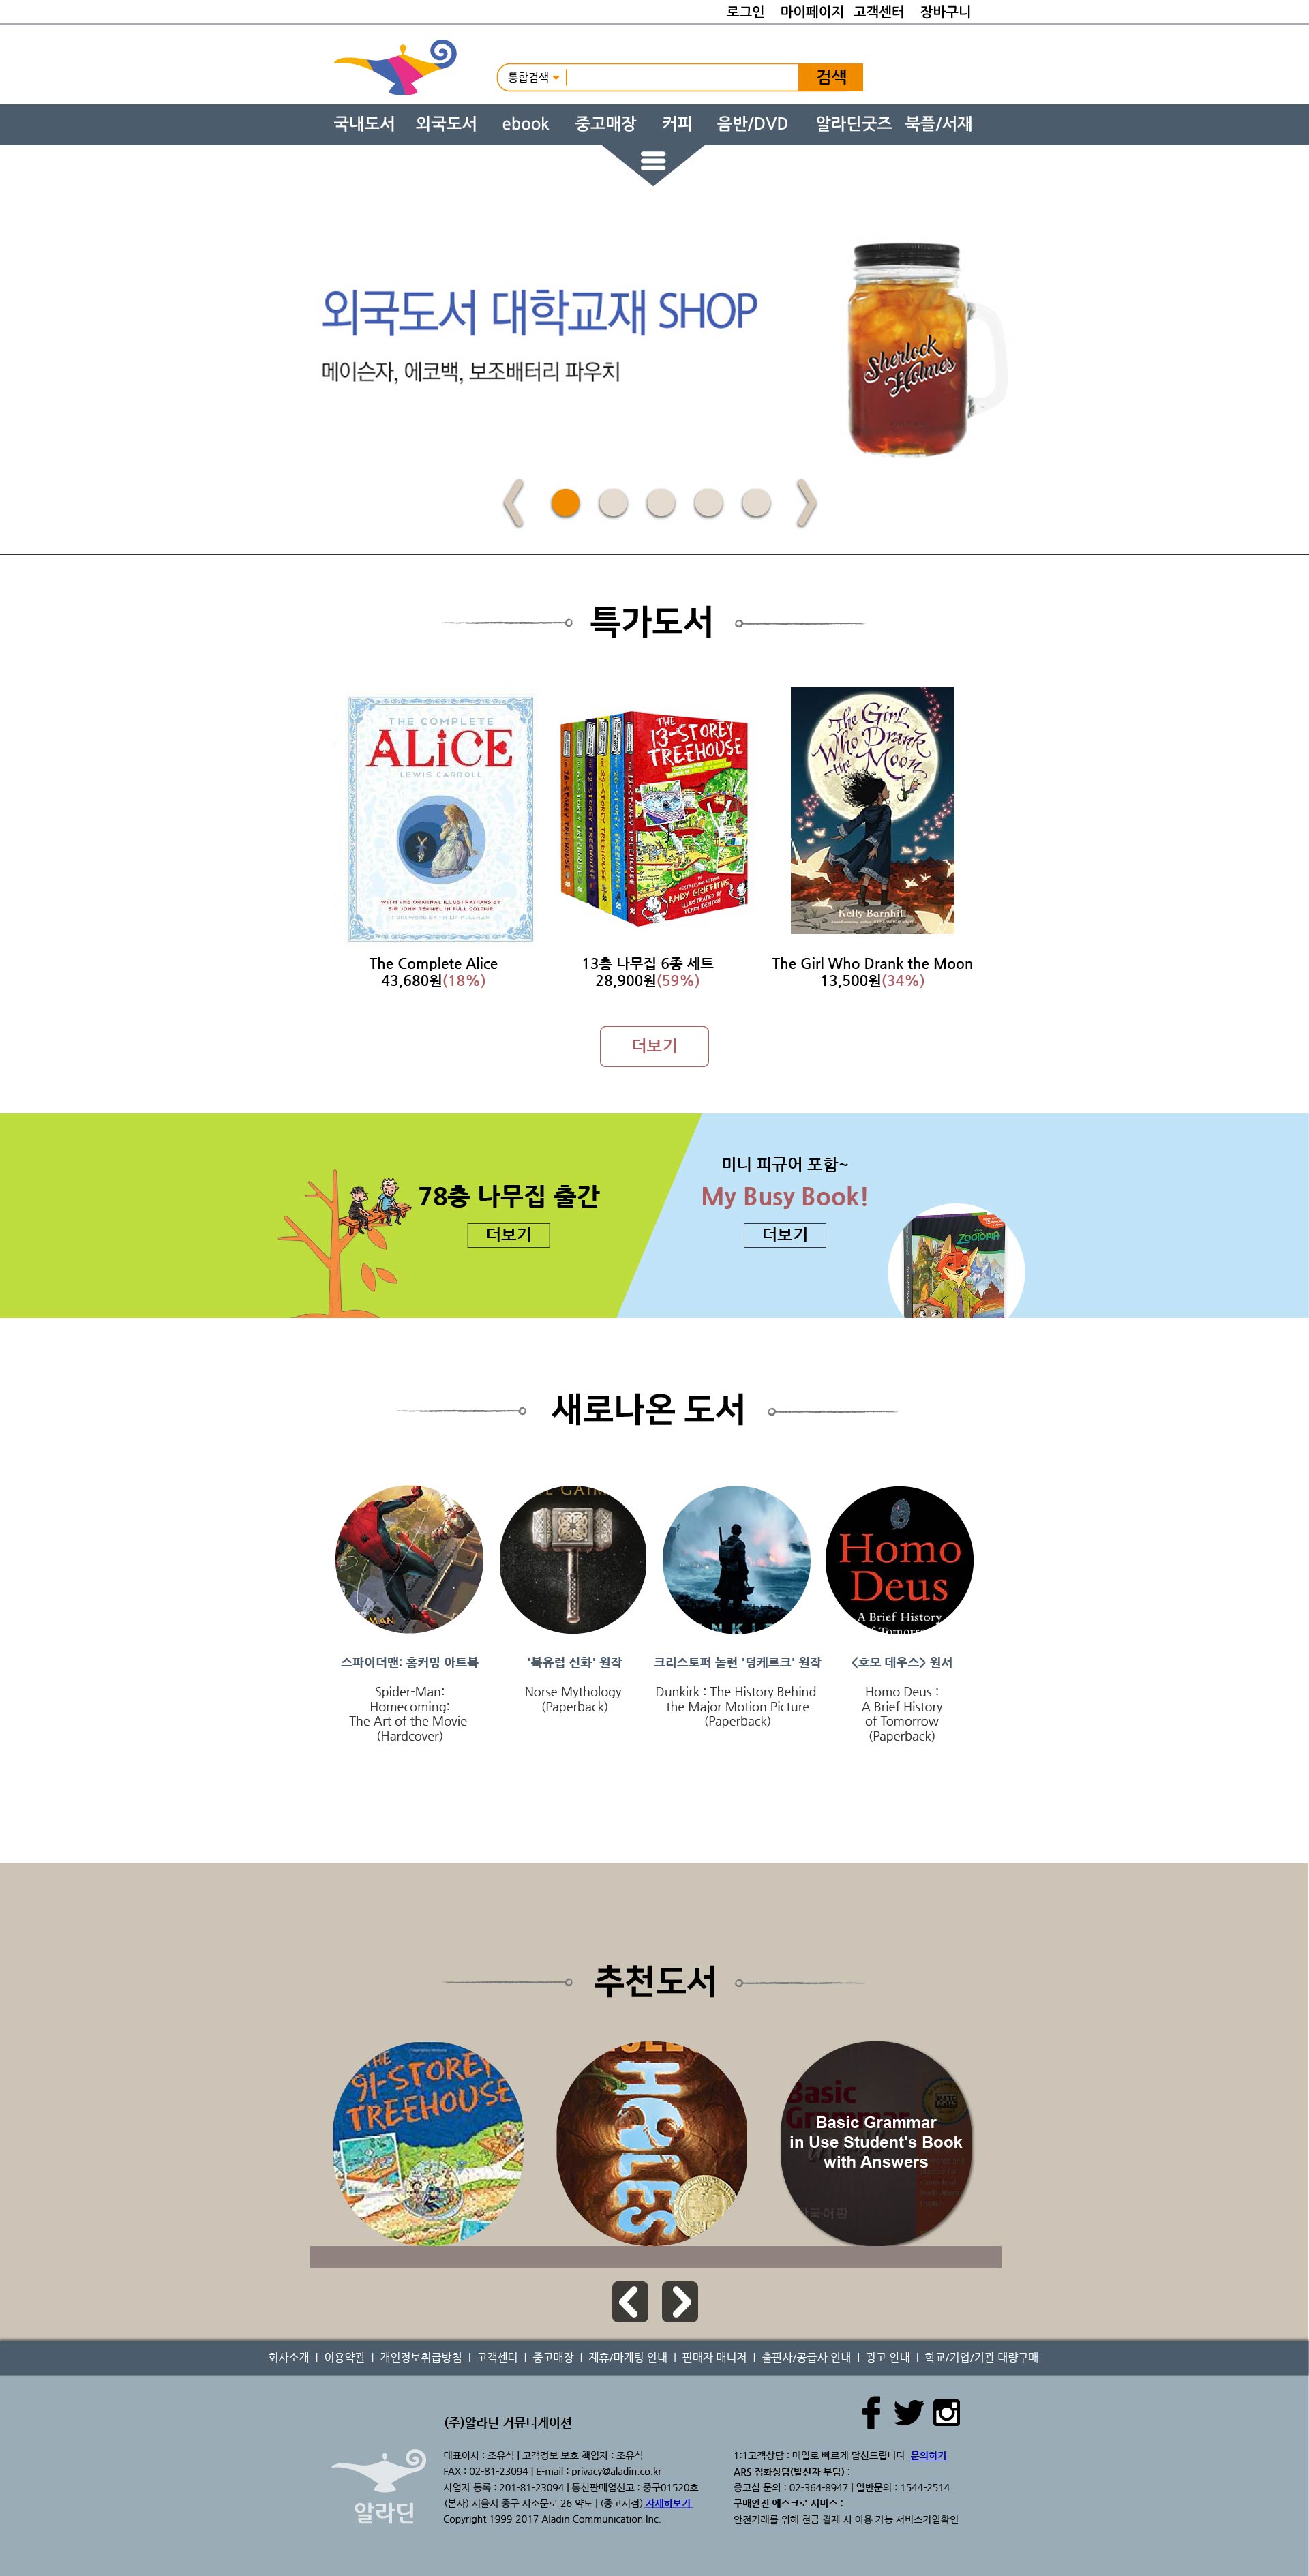 로그인 마이페이지 고객센터 장바구니
통합검색 검색
국내도서 외국도서 ebook 중고매장 커피 음반/DVD 알라딘굿즈 북플/서재
외국도서 대학교재 SHOP
메이슨자, 에코백, 보조배터리 파우치
Sherlock
Holmes
특가도서
THE COMPLETE
ALICE
LEWIS CARROLL
WITH THE ORIGINAL ILLUSTRATIONS BY
SIR JOHN TENNIEL IN FULL COLOUR
FOREWORD BY PHILIP PULLMAN
THE
13-STOREY
TREEHOUSE
ANDY GRIFFITHS
ILLUSTRATED BY
TERRY DENTON
The Girl
Who Drank
the Moon
Kelly Barnhill
The Complete Alice
43,680원(18%)
13층 나무집 6종 세트
28,900원(59%)
The Girl Who Drank the Moon
13,500원(34%)
더보기
78층 나무집 출간
더보기
미니 피규어 포함~
My Busy Book!
더보기
ZOOTOPIA
새로나온 도서
Homo
Deus
A Brief History
of Tomorrow
스파이더맨: 홈커밍 아트북
Spider-Man:
Homecoming:
The Art of the Movie
(Hardcover)
'북유럽 신화' 원작
Norse Mythology
(Paperback)
크리스토퍼 놀런 '덩케르크' 원작
Dunkirk : The History Behind
the Major Motion Picture
(Paperback)
<호모 데우스> 원서
Homo Deus :
A Brief History
of Tomorrow
(Paperback)
추천도서
THE
91-STOREY
TREEHOUSE
HOLES
Basic Grammar
in Use Student's Book
with Answers
회사소개 | 이용약관 | 개인정보취급방침 | 고객센터 | 중고매장 | 제휴/마케팅 안내 | 판매자 매니저 | 출판사/공급사 안내 | 광고 안내 | 학교/기업/기관 대량구매
(주)알라딘 커뮤니케이션
대표이사 : 조유식 | 고객정보 보호 책임자 : 조유식
FAX : 02-81-23094 | E-mail : privacy@aladin.co.kr
사업자 등록 : 201-81-23094 | 통신판매업신고 : 중구01520호
(본사) 서울시 중구 서소문로 26 약도 | (중고서점) 자세히보기
Copyright 1999-2017 Aladin Communication Inc.
알라딘
1:1고객상담 : 메일로 빠르게 답신드립니다. 문의하기
ARS 접화상담(발신자 부담) :
중고샵 문의 : 02-364-8947 | 일반문의 : 1544-2514
구매안전 에스크로 서비스 :
안전거래를 위해 현금 결제 시 이용 가능 서비스가입확인